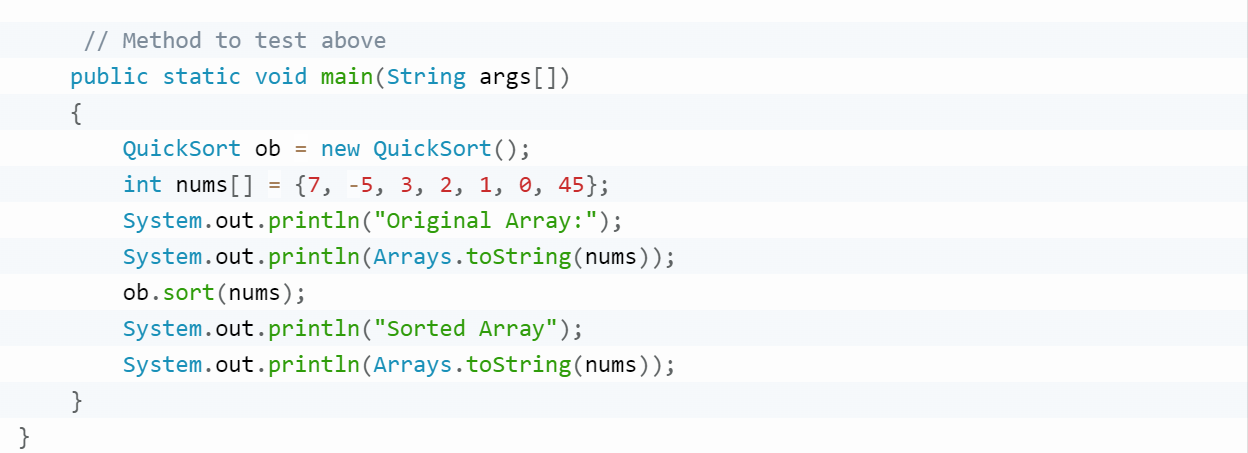 // Method to test above
public static void main(String args[])
{
QuickSort ob = new QuickSort();
int nums[] = {7, -5, 3, 2, 1, 0, 45};
System.out.println("Original Array:");
System.out.println(Arrays.toString(nums));
ob.sort(nums);
System.out.println("Sorted Array");
System.out.println(Arrays.toString(nums));
}
}